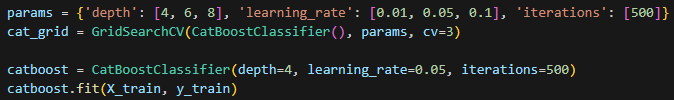 params = {'depth': [4, 6, 8], 'learning_rate': [0.01, 0.05, 0.1], 'iterations': [500]}
cat_grid = GridSearchCV(CatBoostClassifier(), params, cv=3)
catboost = CatBoostClassifier(depth=4, learning_rate=0.05, iterations=500)
catboost.fit(X_train, y_train)